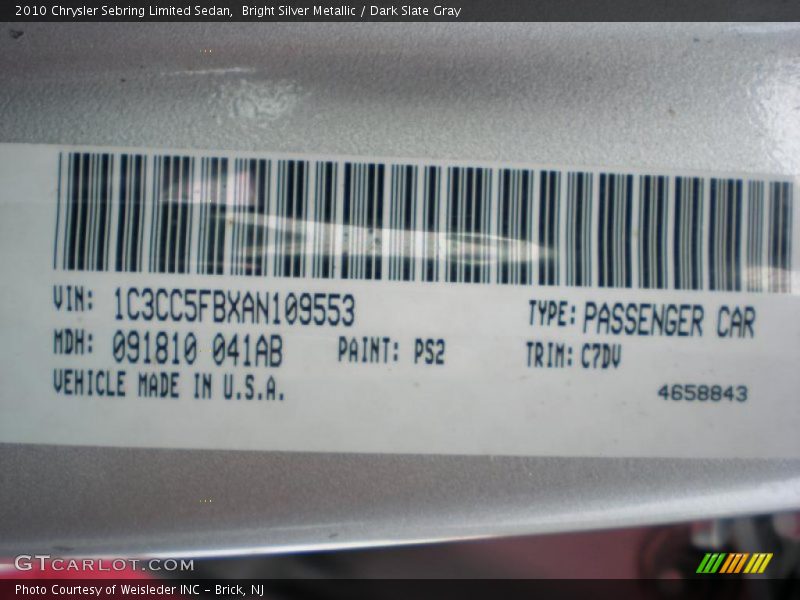 2010 Chrysler Sebring Limited Sedan,  Bright Silver Metallic / Dark Slate Gray
VIN: 1C3CC5FBXAN109553 TYPE: PASSENGER CAR
MDH: 091810 041AB PAINT: PS2 TRIM: C7DV
VEHICLE MADE IN U.S.A. 4658843
GTCARLOT.COM
Photo Courtesy of Weisleder INC - Brick, NJ